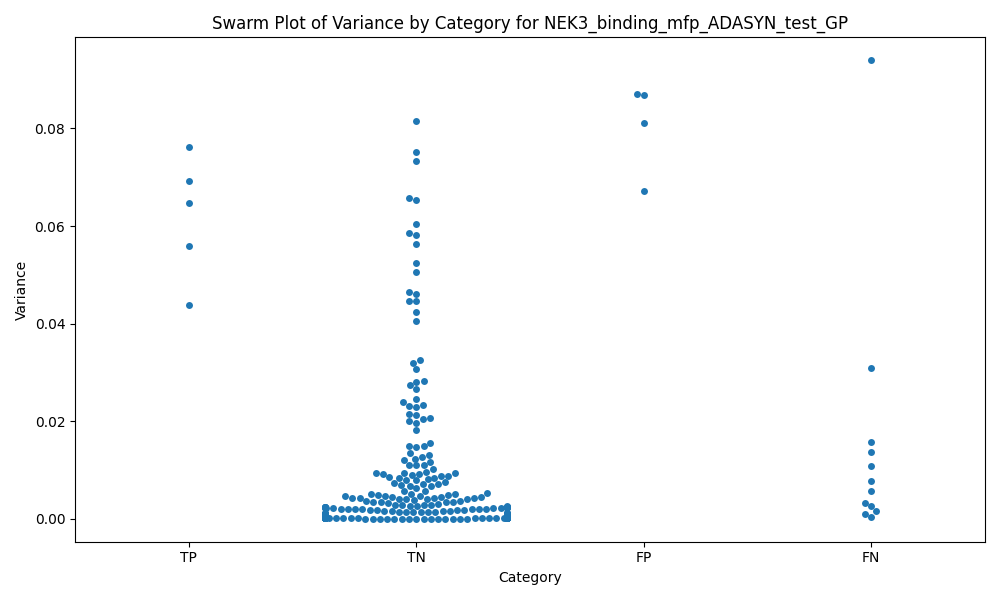 Swarm Plot of Variance by Category for NEK3_binding_mfp_ADASYN_test_GP
Variance
0.08
0.06
0.04
0.02
0.00
TP
TN
FP
FN
Category